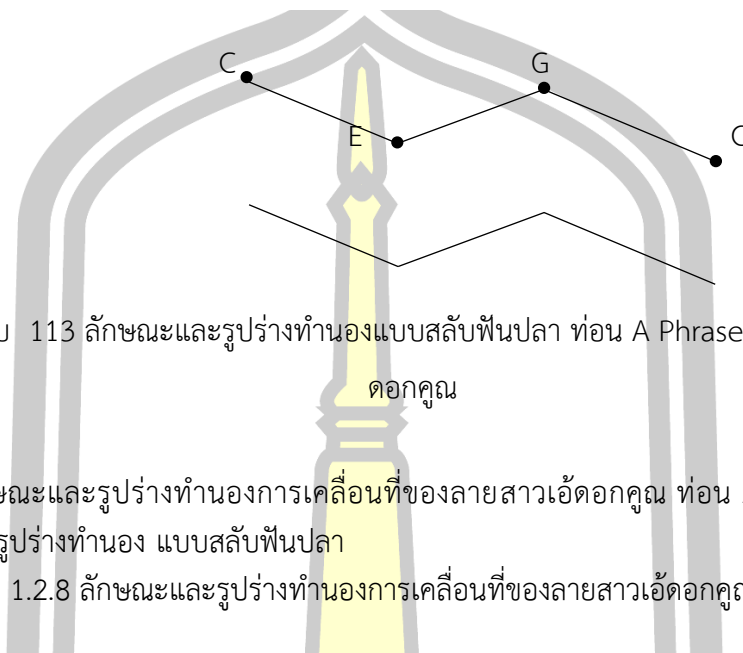 C G
E
113 ลักษณะและรูปร่างทำนองแบบสลับฟันปลา ท่อน A Phrase
ดอกคูณ
ลักษณะและรูปร่างทำนองการเคลื่อนที่ของลายสาวเอ้ดอกคูณ ท่อน
รูปร่างทำนอง แบบสลับฟันปลา
1.2.8 ลักษณะและรูปร่างทำนองการเคลื่อนที่ของลายสาวเอ้ดอกคูณ